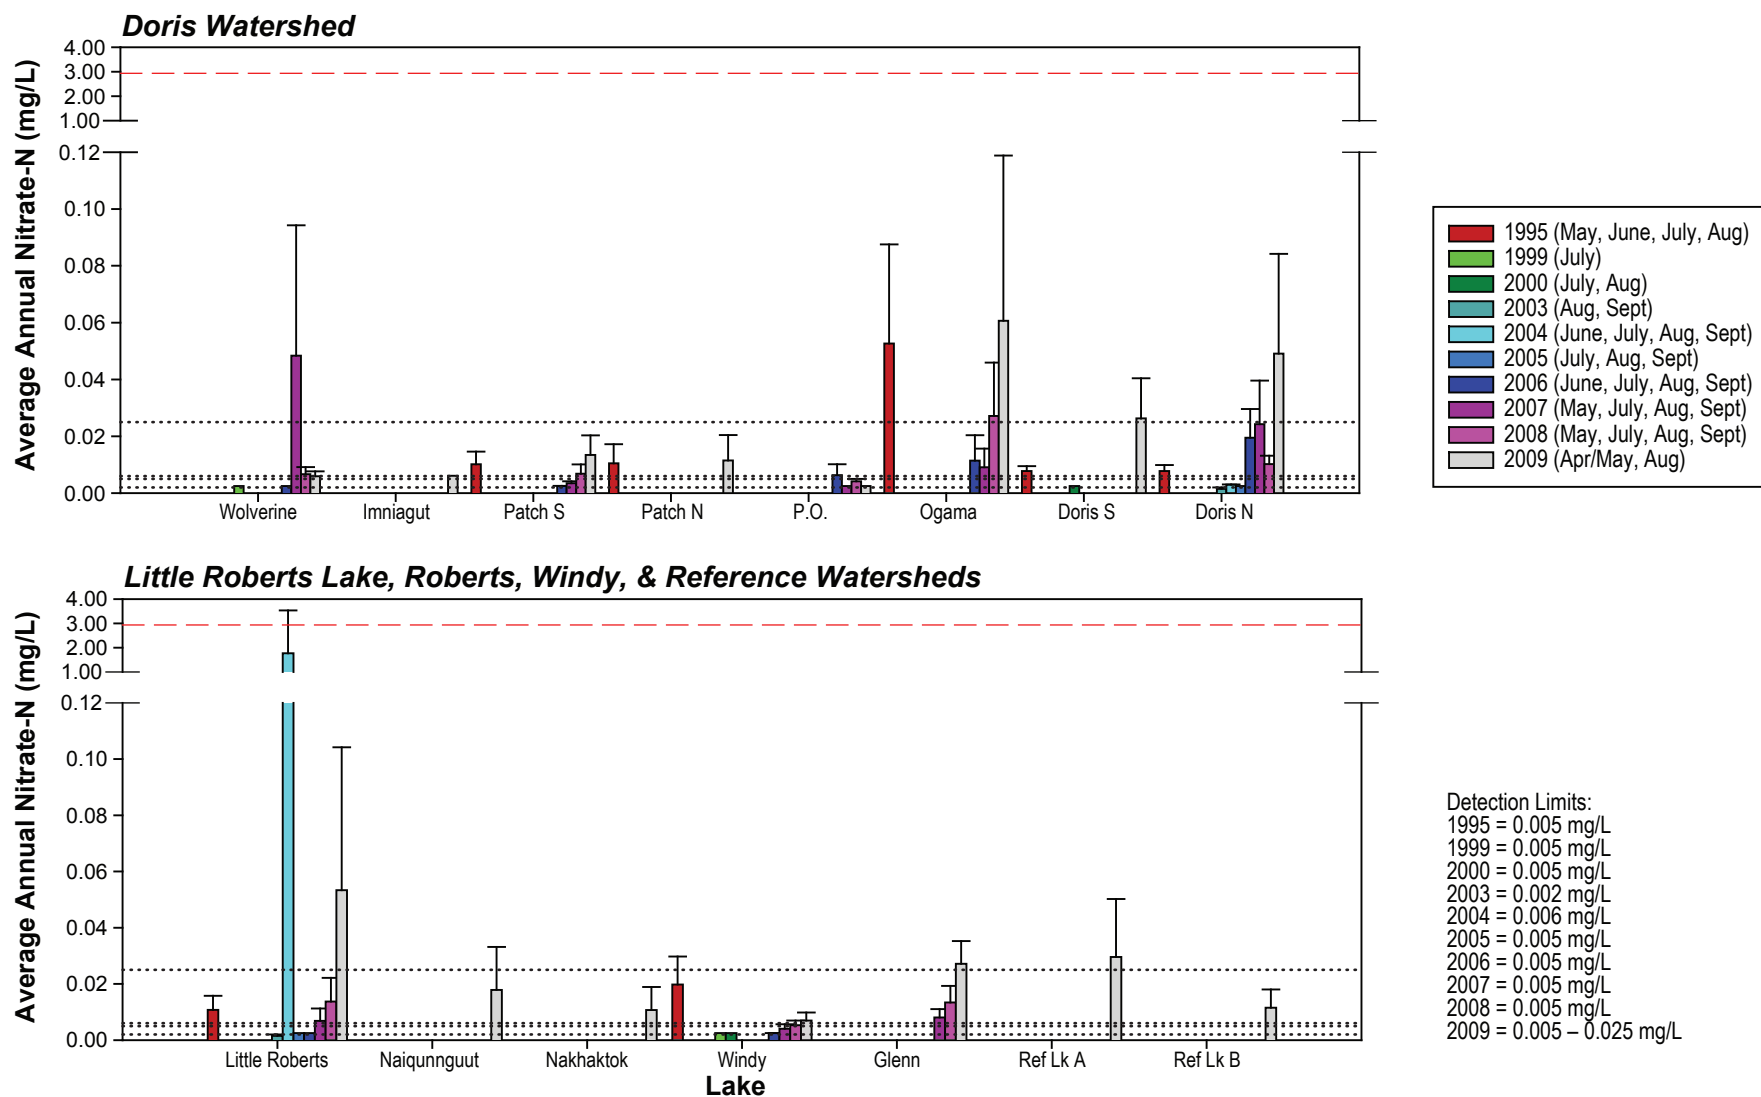 Doris Watershed
Average Annual Nitrate-N (mg/L)
4.00
3.00
2.00
1.00
0.12
0.10
0.08
0.06
0.04
0.02
0.00
Wolverine Imniagut Patch S Patch N P.O. Ogama Doris S Doris N
1995 (May, June, July, Aug)
1999 (July)
2000 (July, Aug)
2003 (Aug, Sept)
2004 (June, July, Aug, Sept)
2005 (July, Aug, Sept)
2006 (June, July, Aug, Sept)
2007 (May, July, Aug, Sept)
2008 (May, July, Aug, Sept)
2009 (Apr/May, Aug)
Little Roberts Lake, Roberts, Windy, & Reference Watersheds
Average Annual Nitrate-N (mg/L)
4.00
3.00
2.00
1.00
0.12
0.10
0.08
0.06
0.04
0.02
0.00
Little Roberts Naiqunnguut Nakhaktok Windy Glenn Ref Lk A Ref Lk B
Lake
Detection Limits:
1995 = 0.005 mg/L
1999 = 0.005 mg/L
2000 = 0.005 mg/L
2003 = 0.002 mg/L
2004 = 0.006 mg/L
2005 = 0.005 mg/L
2006 = 0.005 mg/L
2007 = 0.005 mg/L
2008 = 0.005 mg/L
2009 = 0.005 – 0.025 mg/L